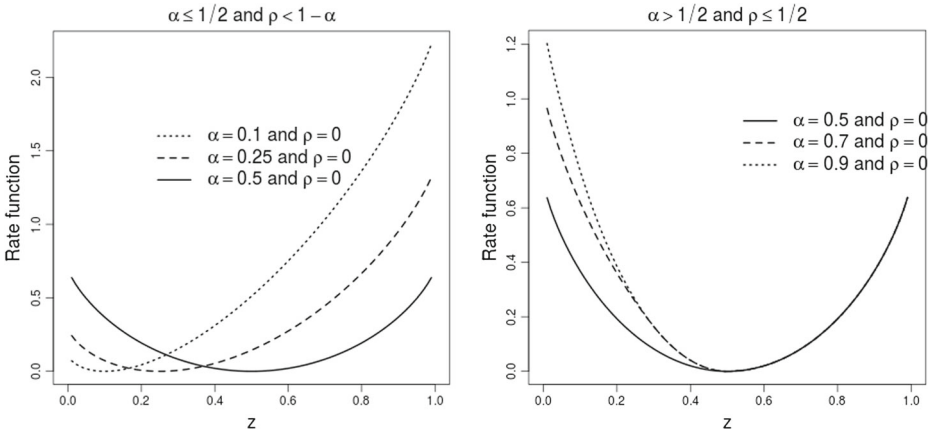 α ≤ 1/2 and ρ < 1 − α
Rate function
2.0
1.5
1.0
0.5
0.0
α = 0.1 and ρ = 0
α = 0.25 and ρ = 0
α = 0.5 and ρ = 0
0.0 0.2 0.4 0.6 0.8 1.0
z
α > 1/2 and ρ ≤ 1/2
Rate function
1.2
1.0
0.8
0.6
0.4
0.2
0.0
α = 0.5 and ρ = 0
α = 0.7 and ρ = 0
α = 0.9 and ρ = 0
0.0 0.2 0.4 0.6 0.8 1.0
z